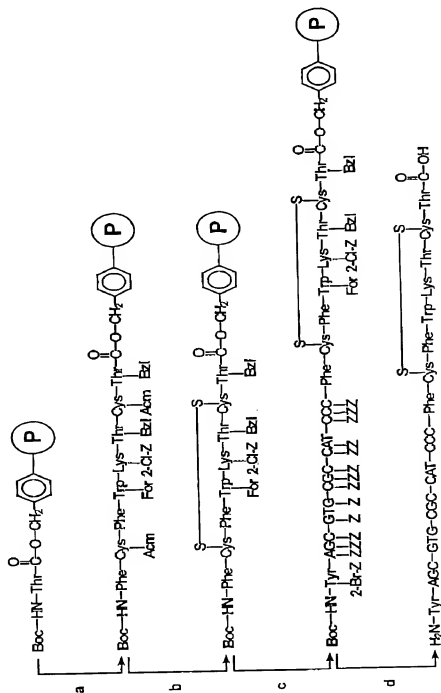 Boc—HN—Thr—C—O—CH₂ P
O
a
Boc—HN—Phe—Cys—Phe—Trp—Lys—Thr—Cys—Thr—C—O—O—CH₂ P
O
Acm For 2-Cl-Z Bzl Acm Bzl
b
S S
Boc—HN—Phe—Cys—Phe—Trp—Lys—Thr—Cys—Thr—C—O—O—CH₂ P
O
For 2-Cl-Z Bzl Bzl
c
S S
Boc—HN—Tyr—AGC—GTG—CGC—CAT—CCC—Phe—Cys—Phe—Trp—Lys—Thr—Cys—Thr—C—O—O—CH₂ P
O
2-Br-Z ZZZ Z Z ZZZ ZZ ZZZ For 2-Cl-Z Bzl Bzl
d
S S
H₂N—Tyr—AGC—GTG—CGC—CAT—CCC—Phe—Cys—Phe—Trp—Lys—Thr—Cys—Thr—C—OH
O